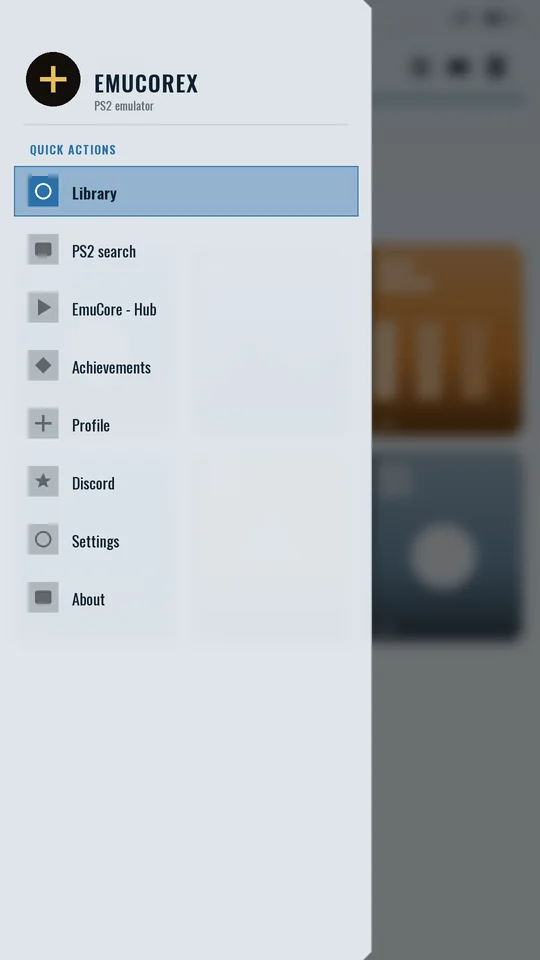 EMUCOREX
PS2 emulator
QUICK ACTIONS
Library
PS2 search
EmuCore - Hub
Achievements
Profile
Discord
Settings
About